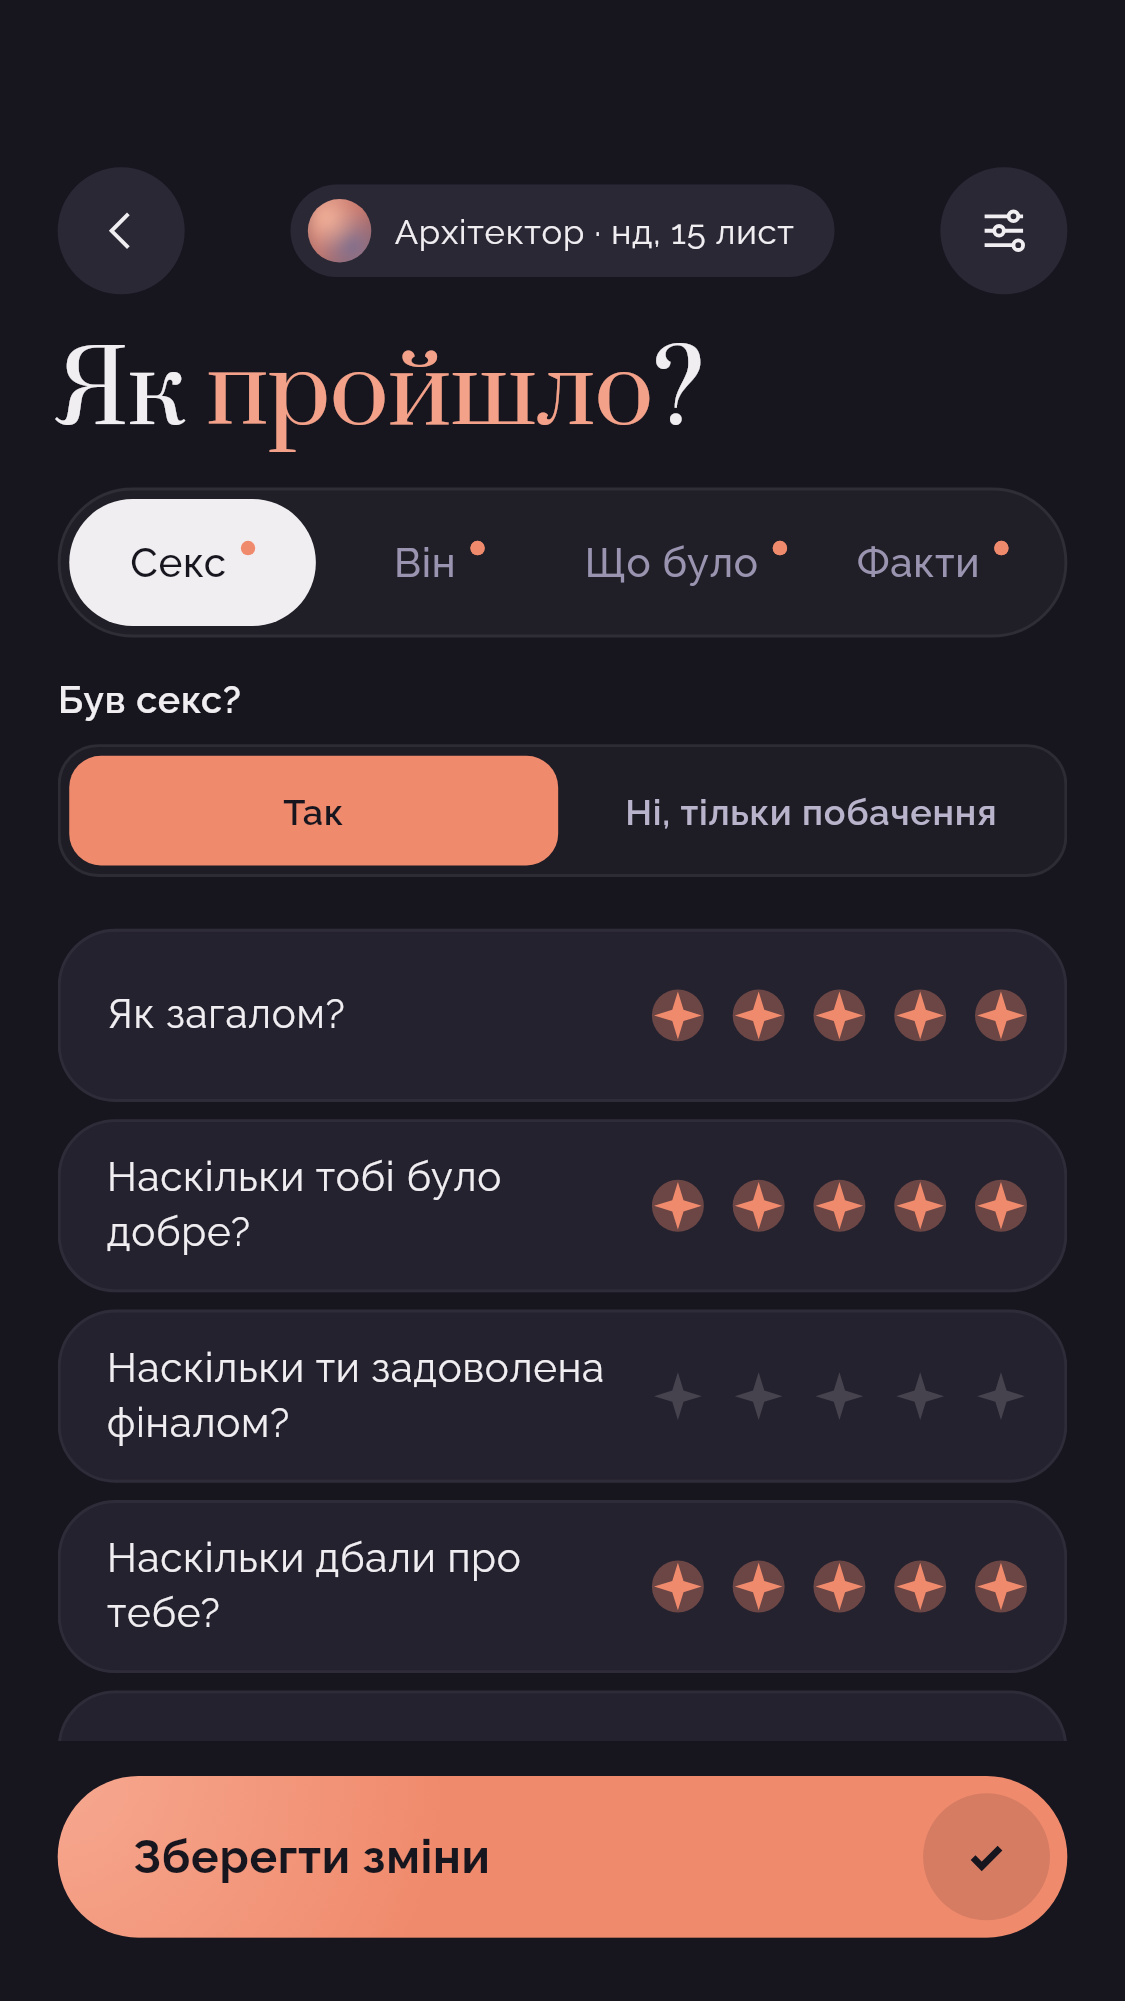 Архітектор · нд, 15 лист
Як пройшло?
Секс
Він
Що було
Факти
Був секс?
Так
Ні, тільки побачення
Як загалом?
Наскільки тобі було
добре?
Наскільки ти задоволена
фіналом?
Наскільки дбали про
тебе?
Зберегти зміни